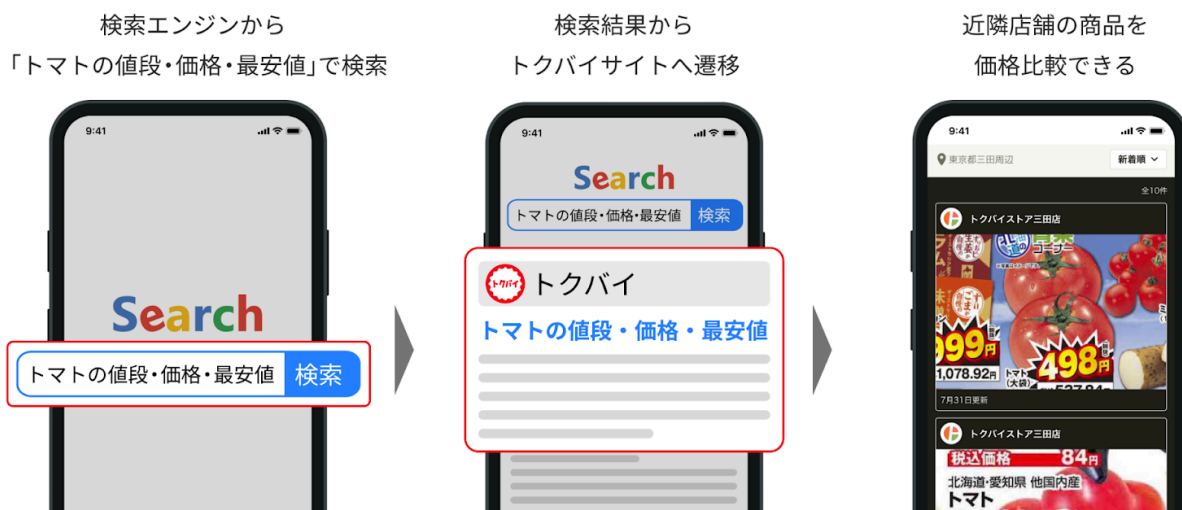 検索エンジンから
「トマトの値段・価格・最安値」で検索
9:41
Search
トマトの値段・価格・最安値 検索
検索結果から
トクバイサイトへ遷移
9:41
Search
トマトの値段・価格・最安値 検索
トクバイ トクバイ
トマトの値段・価格・最安値
近隣店舗の商品を
価格比較できる
9:41
東京都三田周辺 新着順
全10件
トクバイストア三田店
コーナー
999円
1,078.92円
トマト
(大袋)
498円
7月31日更新
トクバイストア三田店
税込価格 84円
北海道・愛知県 他国内産
トマト